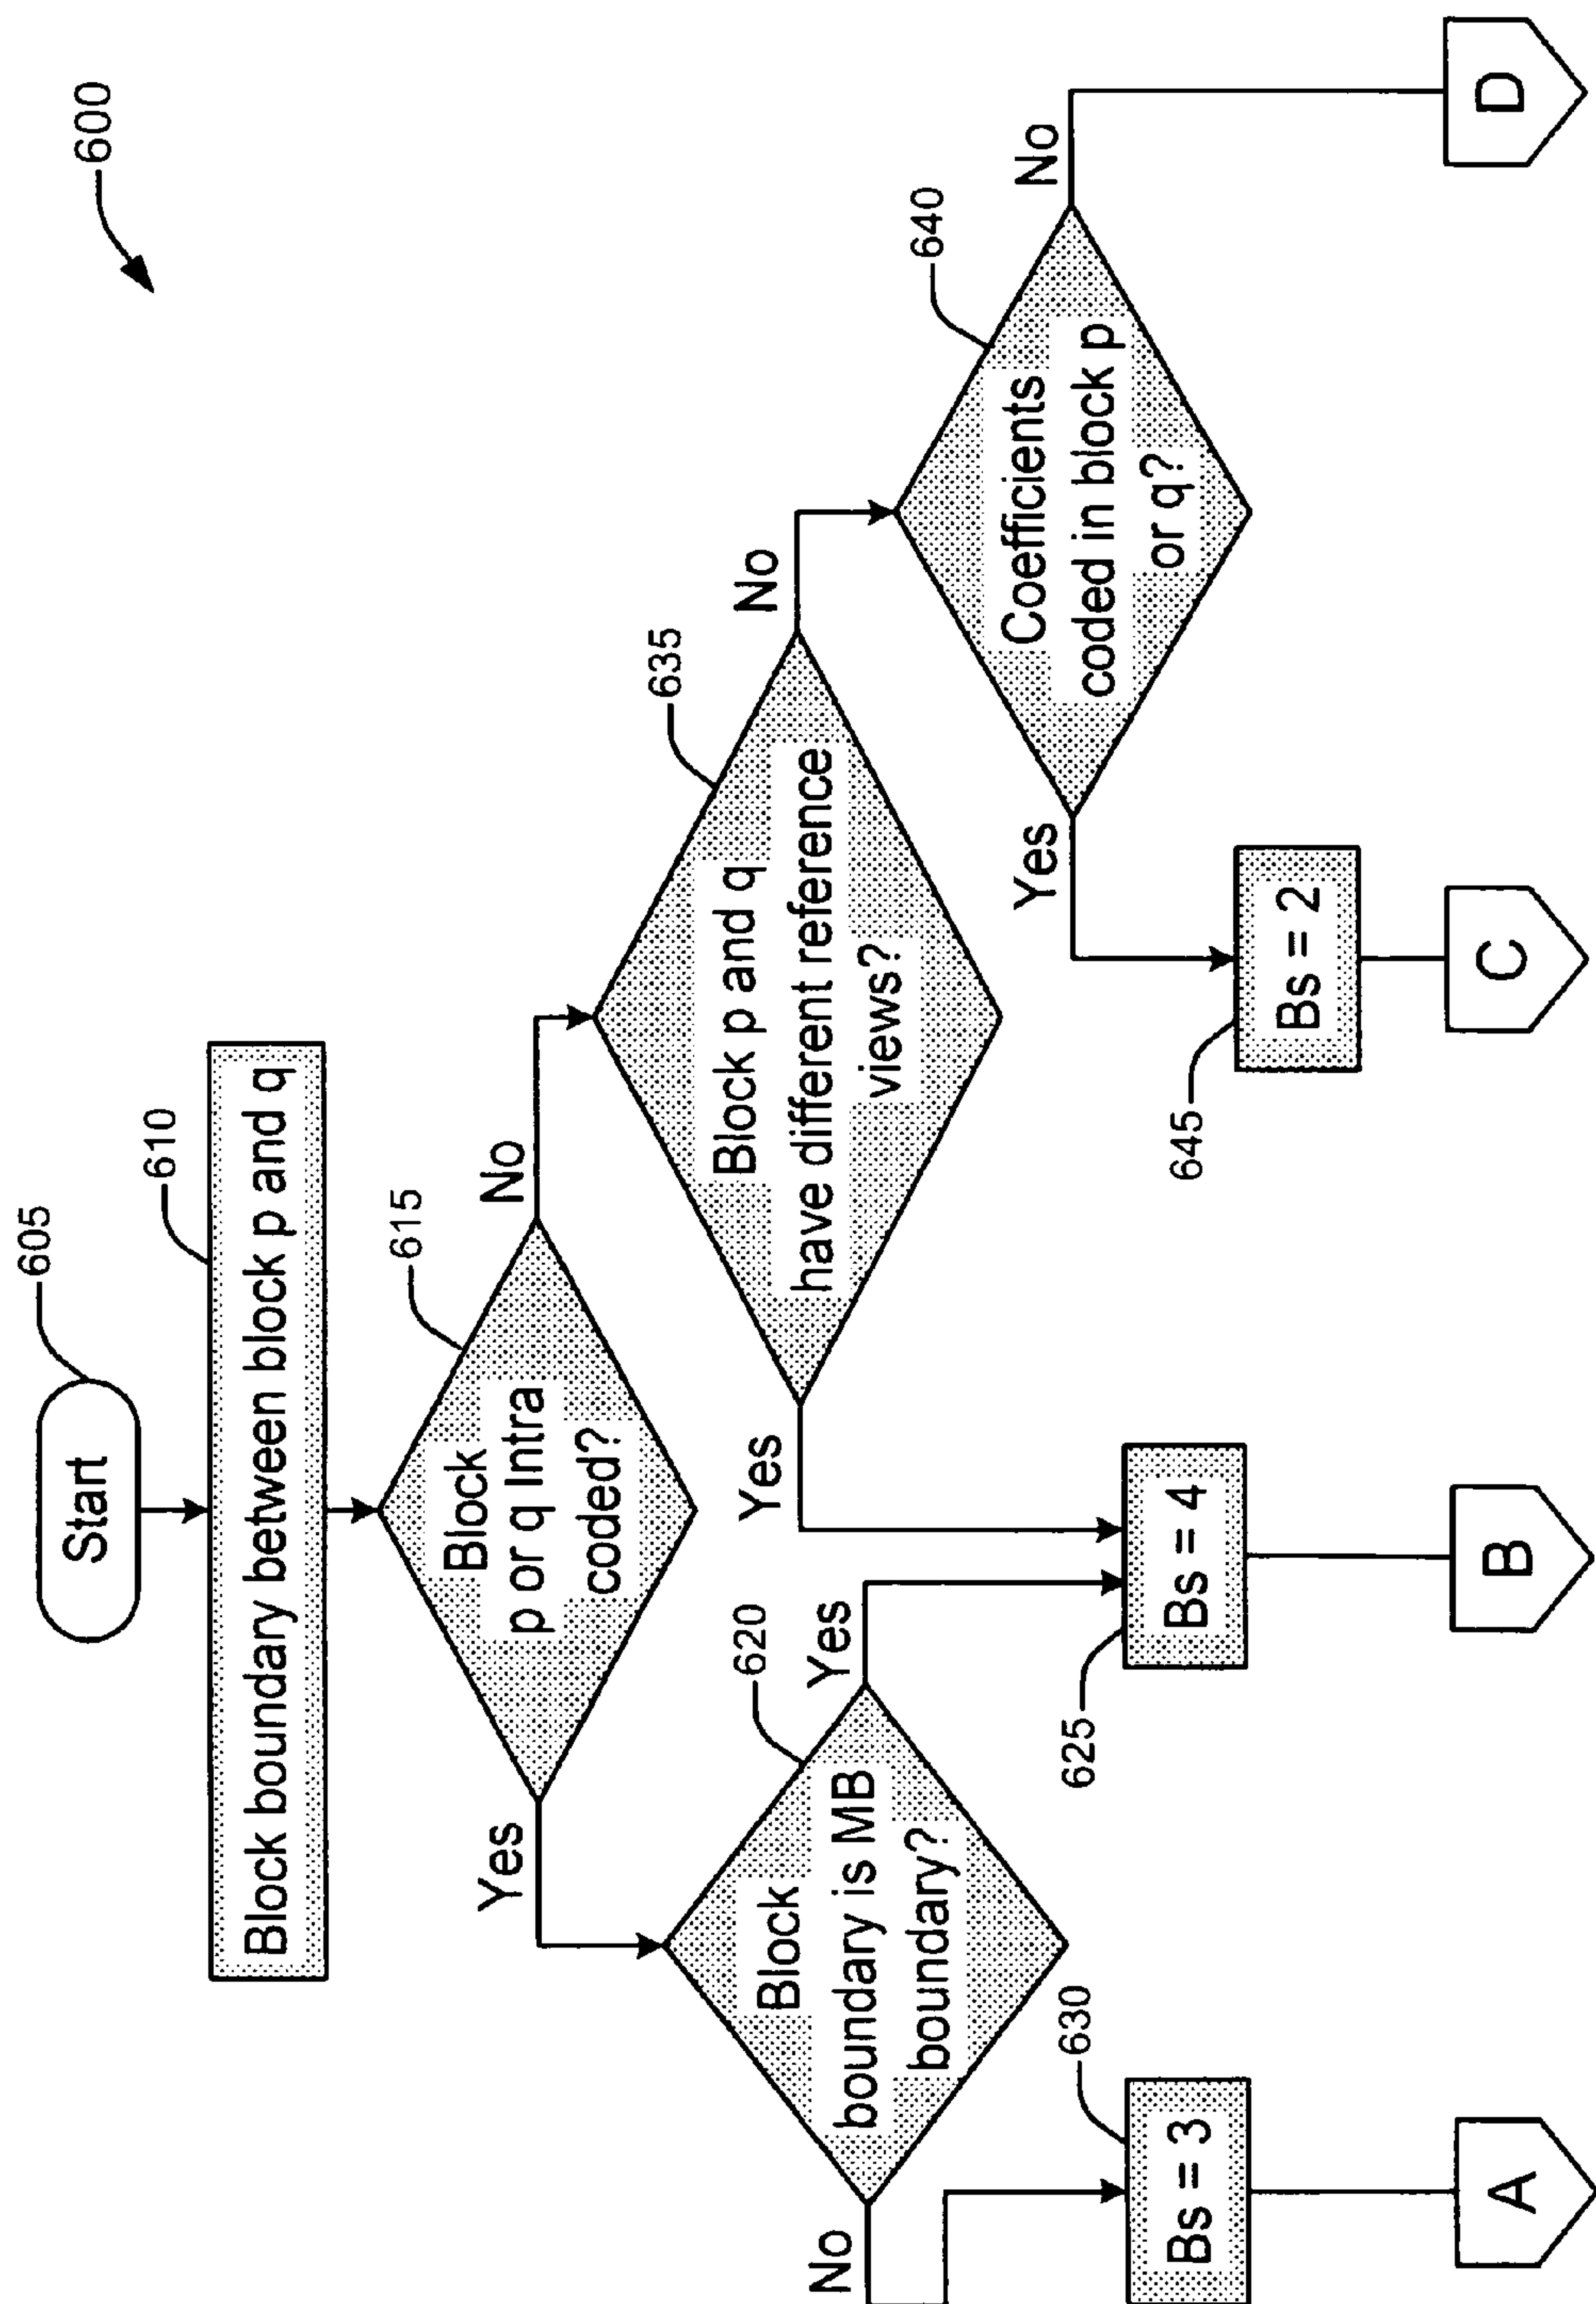 600
Start
605
Block boundary between block p and q
610
Block
p or q Intra
coded?
615
Yes
No
Block
boundary is MB
boundary?
620
No
Yes
Block p and q
have different reference
views?
635
Yes
No
Coefficients
coded in block p
or q?
640
Yes
No
Bs = 3
630
Bs = 4
625
Bs = 2
645
A
B
C
D